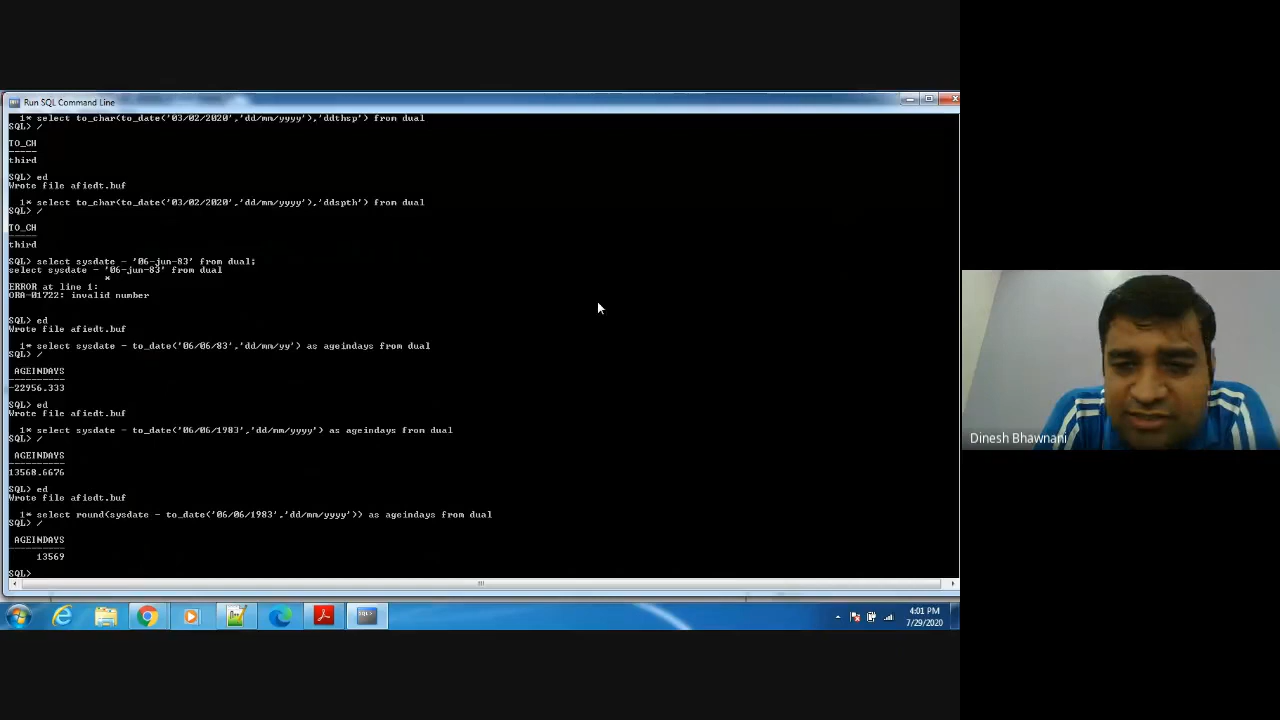 Run SQL Command Line
1* select to_char(to_date('03/02/2020','dd/mm/yyyy'),'ddthsp') from dual
SQL> /
TO_CH
-----
third
SQL> ed
Wrote file afiedt.buf
1* select to_char(to_date('03/02/2020','dd/mm/yyyy'),'ddspth') from dual
SQL> /
TO_CH
-----
third
SQL> select sysdate - '06-jun-83' from dual;
select sysdate - '06-jun-83' from dual
*
ERROR at line 1:
ORA-01722: invalid number
SQL> ed
Wrote file afiedt.buf
1* select sysdate - to_date('06/06/83','dd/mm/yy') as ageindays from dual
SQL> /
AGEINDAYS
----------
-22956.333
SQL> ed
Wrote file afiedt.buf
1* select sysdate - to_date('06/06/1983','dd/mm/yyyy') as ageindays from dual
SQL> /
AGEINDAYS
----------
13568.6676
SQL> ed
Wrote file afiedt.buf
1* select round(sysdate - to_date('06/06/1983','dd/mm/yyyy')) as ageindays from dual
SQL> /
AGEINDAYS
----------
13569
SQL>
Dinesh Bhawnani
4:01 PM
7/29/2020